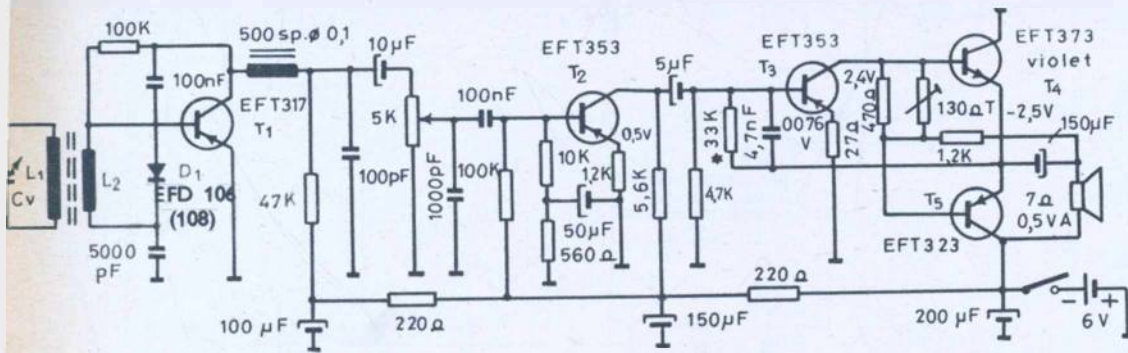 100K
100nF
L1
Cv
L2
D1
EFD 106
(108)
5000
pF
EFT317
T1
500 sp.ø 0,1
47K
100pF
10µF
5K
1000pF
100nF
100K
EFT353
T2
0,5V
10K
1,2K
50µF
560Ω
5,6K
5µF
4,7K
* 33K
4,7nF
EFT353
T3
0076
V
27Ω
2,4V
470Ω
130Ω T
EFT373
violet
T4
-2,5V
150µF
1,2K
T5
EFT323
7Ω
0,5VA
100 µF
220Ω
150µF
220Ω
200 µF
- +
6V